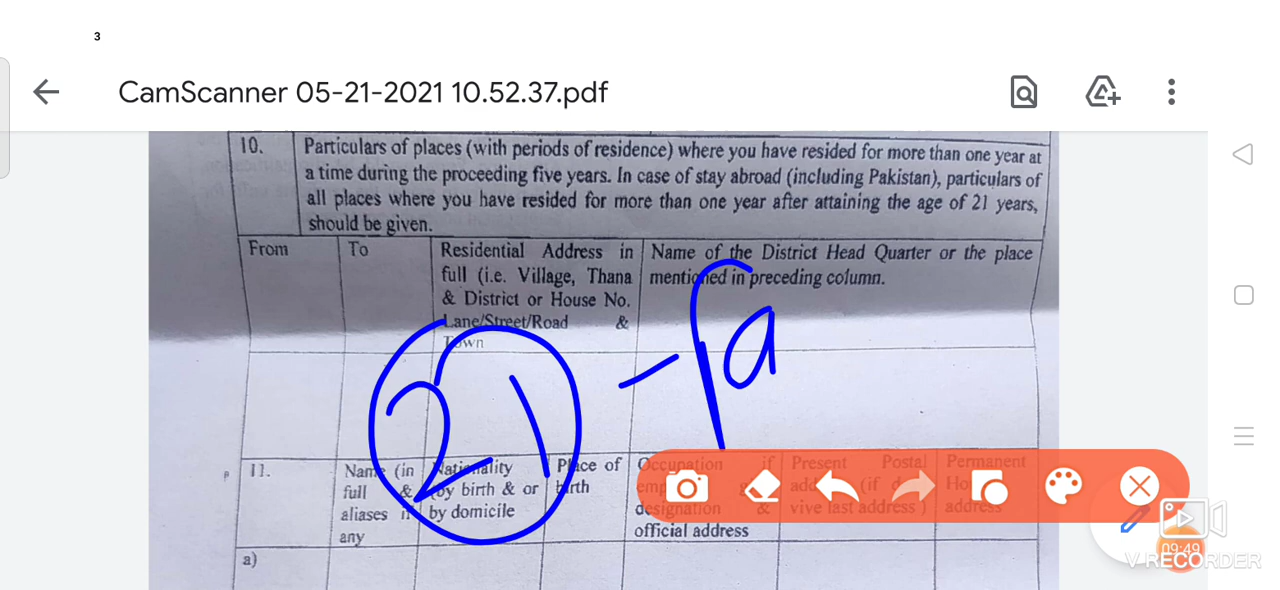 3
CamScanner 05-21-2021 10.52.37.pdf
10. Particulars of places (with periods of residence) where you have resided for more than one year at
a time during the proceeding five years. In case of stay abroad (including Pakistan), particulars of
all places where you have resided for more than one year after attaining the age of 21 years,
should be given.
From
To
Residential Address in
full (i.e. Village, Thana
& District or House No.
Lane/Street/Road &
Town
Name of the District Head Quarter or the place
mentioned in preceding column.
21 -
11.
Name (in
full &
aliases if
any
Nationality
(by birth & or
by domicile
Place of
birth
Occupation if
designation &
official address
Present Postal
address (if
give last address)
Permanent
address
a)
09:49
V RECORDER